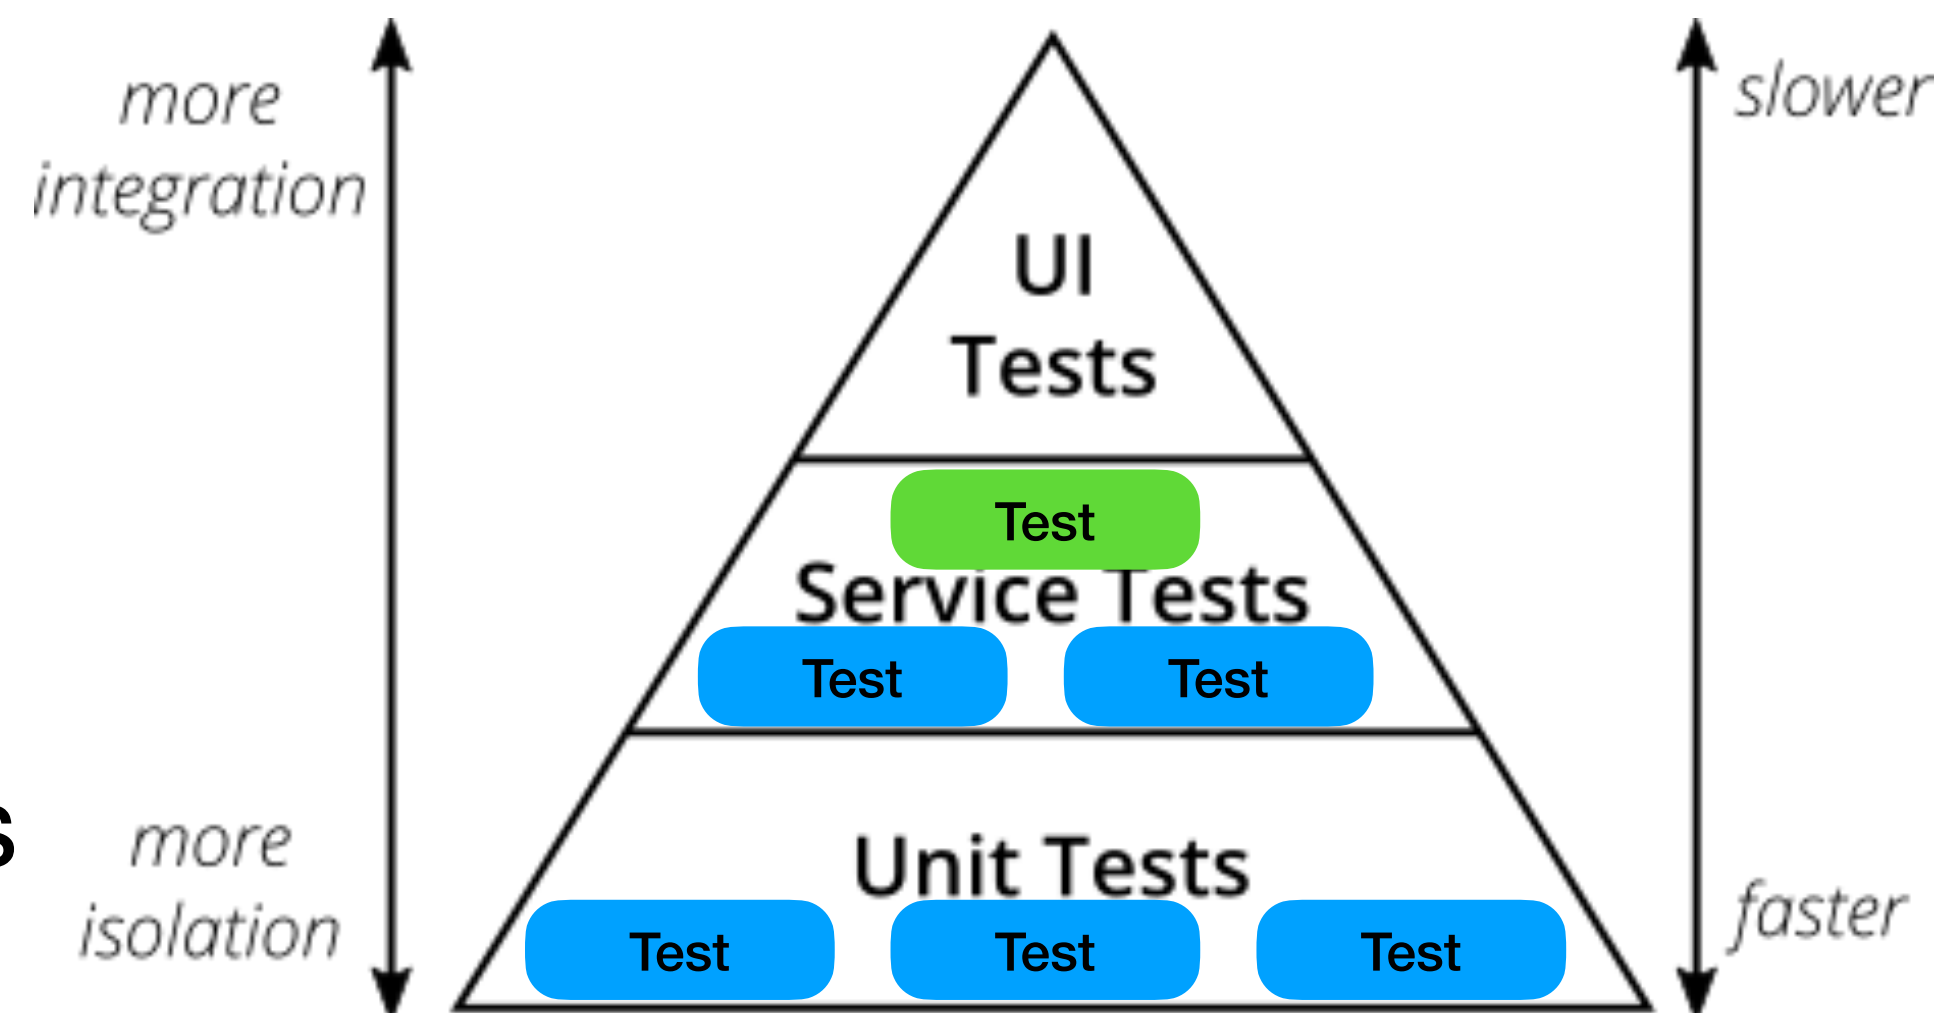 more
integration
slower
UI
Tests
Test
Service Tests
Test
Test
s
more
isolation
Unit Tests
faster
Test
Test
Test